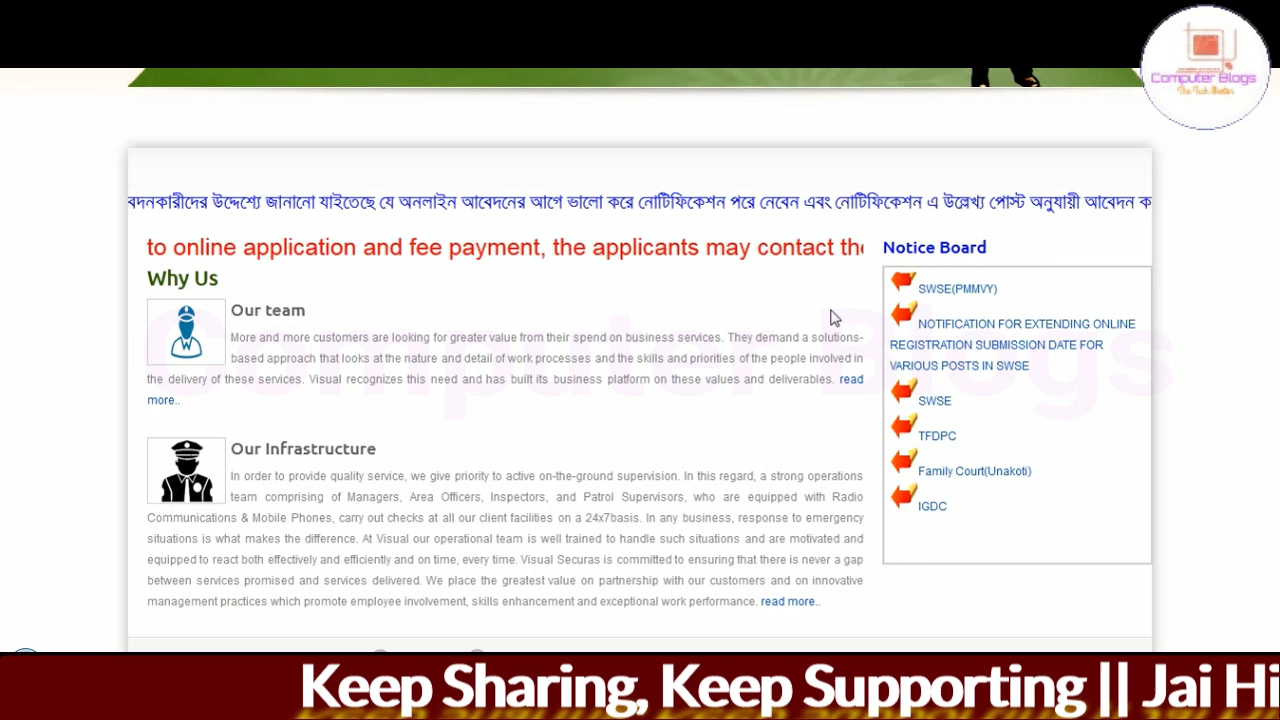 Computer Blogs
The Tech Mentor
বদনকারীদের উদ্দেশ্যে জানানো যাইতেছে যে অনলাইন আবেদনের আগে ভালো করে নোটিফিকেশন পরে নেবেন এবং নোটিফিকেশন এ উল্লেখ্য পোস্ট অনুযায়ী আবেদন ক
to online application and fee payment, the applicants may contact the
Why Us
Our team
More and more customers are looking for greater value from their spend on business services. They demand a solutions-
based approach that looks at the nature and detail of work processes and the skills and priorities of the people involved in
the delivery of these services. Visual recognizes this need and has built its business platform on these values and deliverables. read
more..
Our Infrastructure
In order to provide quality service, we give priority to active on-the-ground supervision. In this regard, a strong operations
team comprising of Managers, Area Officers, Inspectors, and Patrol Supervisors, who are equipped with Radio
Communications & Mobile Phones, carry out checks at all our client facilities on a 24x7basis. In any business, response to emergency
situations is what makes the difference. At Visual our operational team is well trained to handle such situations and are motivated and
equipped to react both effectively and efficiently and on time, every time. Visual Securas is committed to ensuring that there is never a gap
between services promised and services delivered. We place the greatest value on partnership with our customers and on innovative
management practices which promote employee involvement, skills enhancement and exceptional work performance. read more..
Notice Board
SWSE(PMMVY)
NOTIFICATION FOR EXTENDING ONLINE
REGISTRATION SUBMISSION DATE FOR
VARIOUS POSTS IN SWSE
SWSE
TFDPC
Family Court(Unakoti)
IGDC
Computer Blogs
Keep Sharing, Keep Supporting || Jai Hi